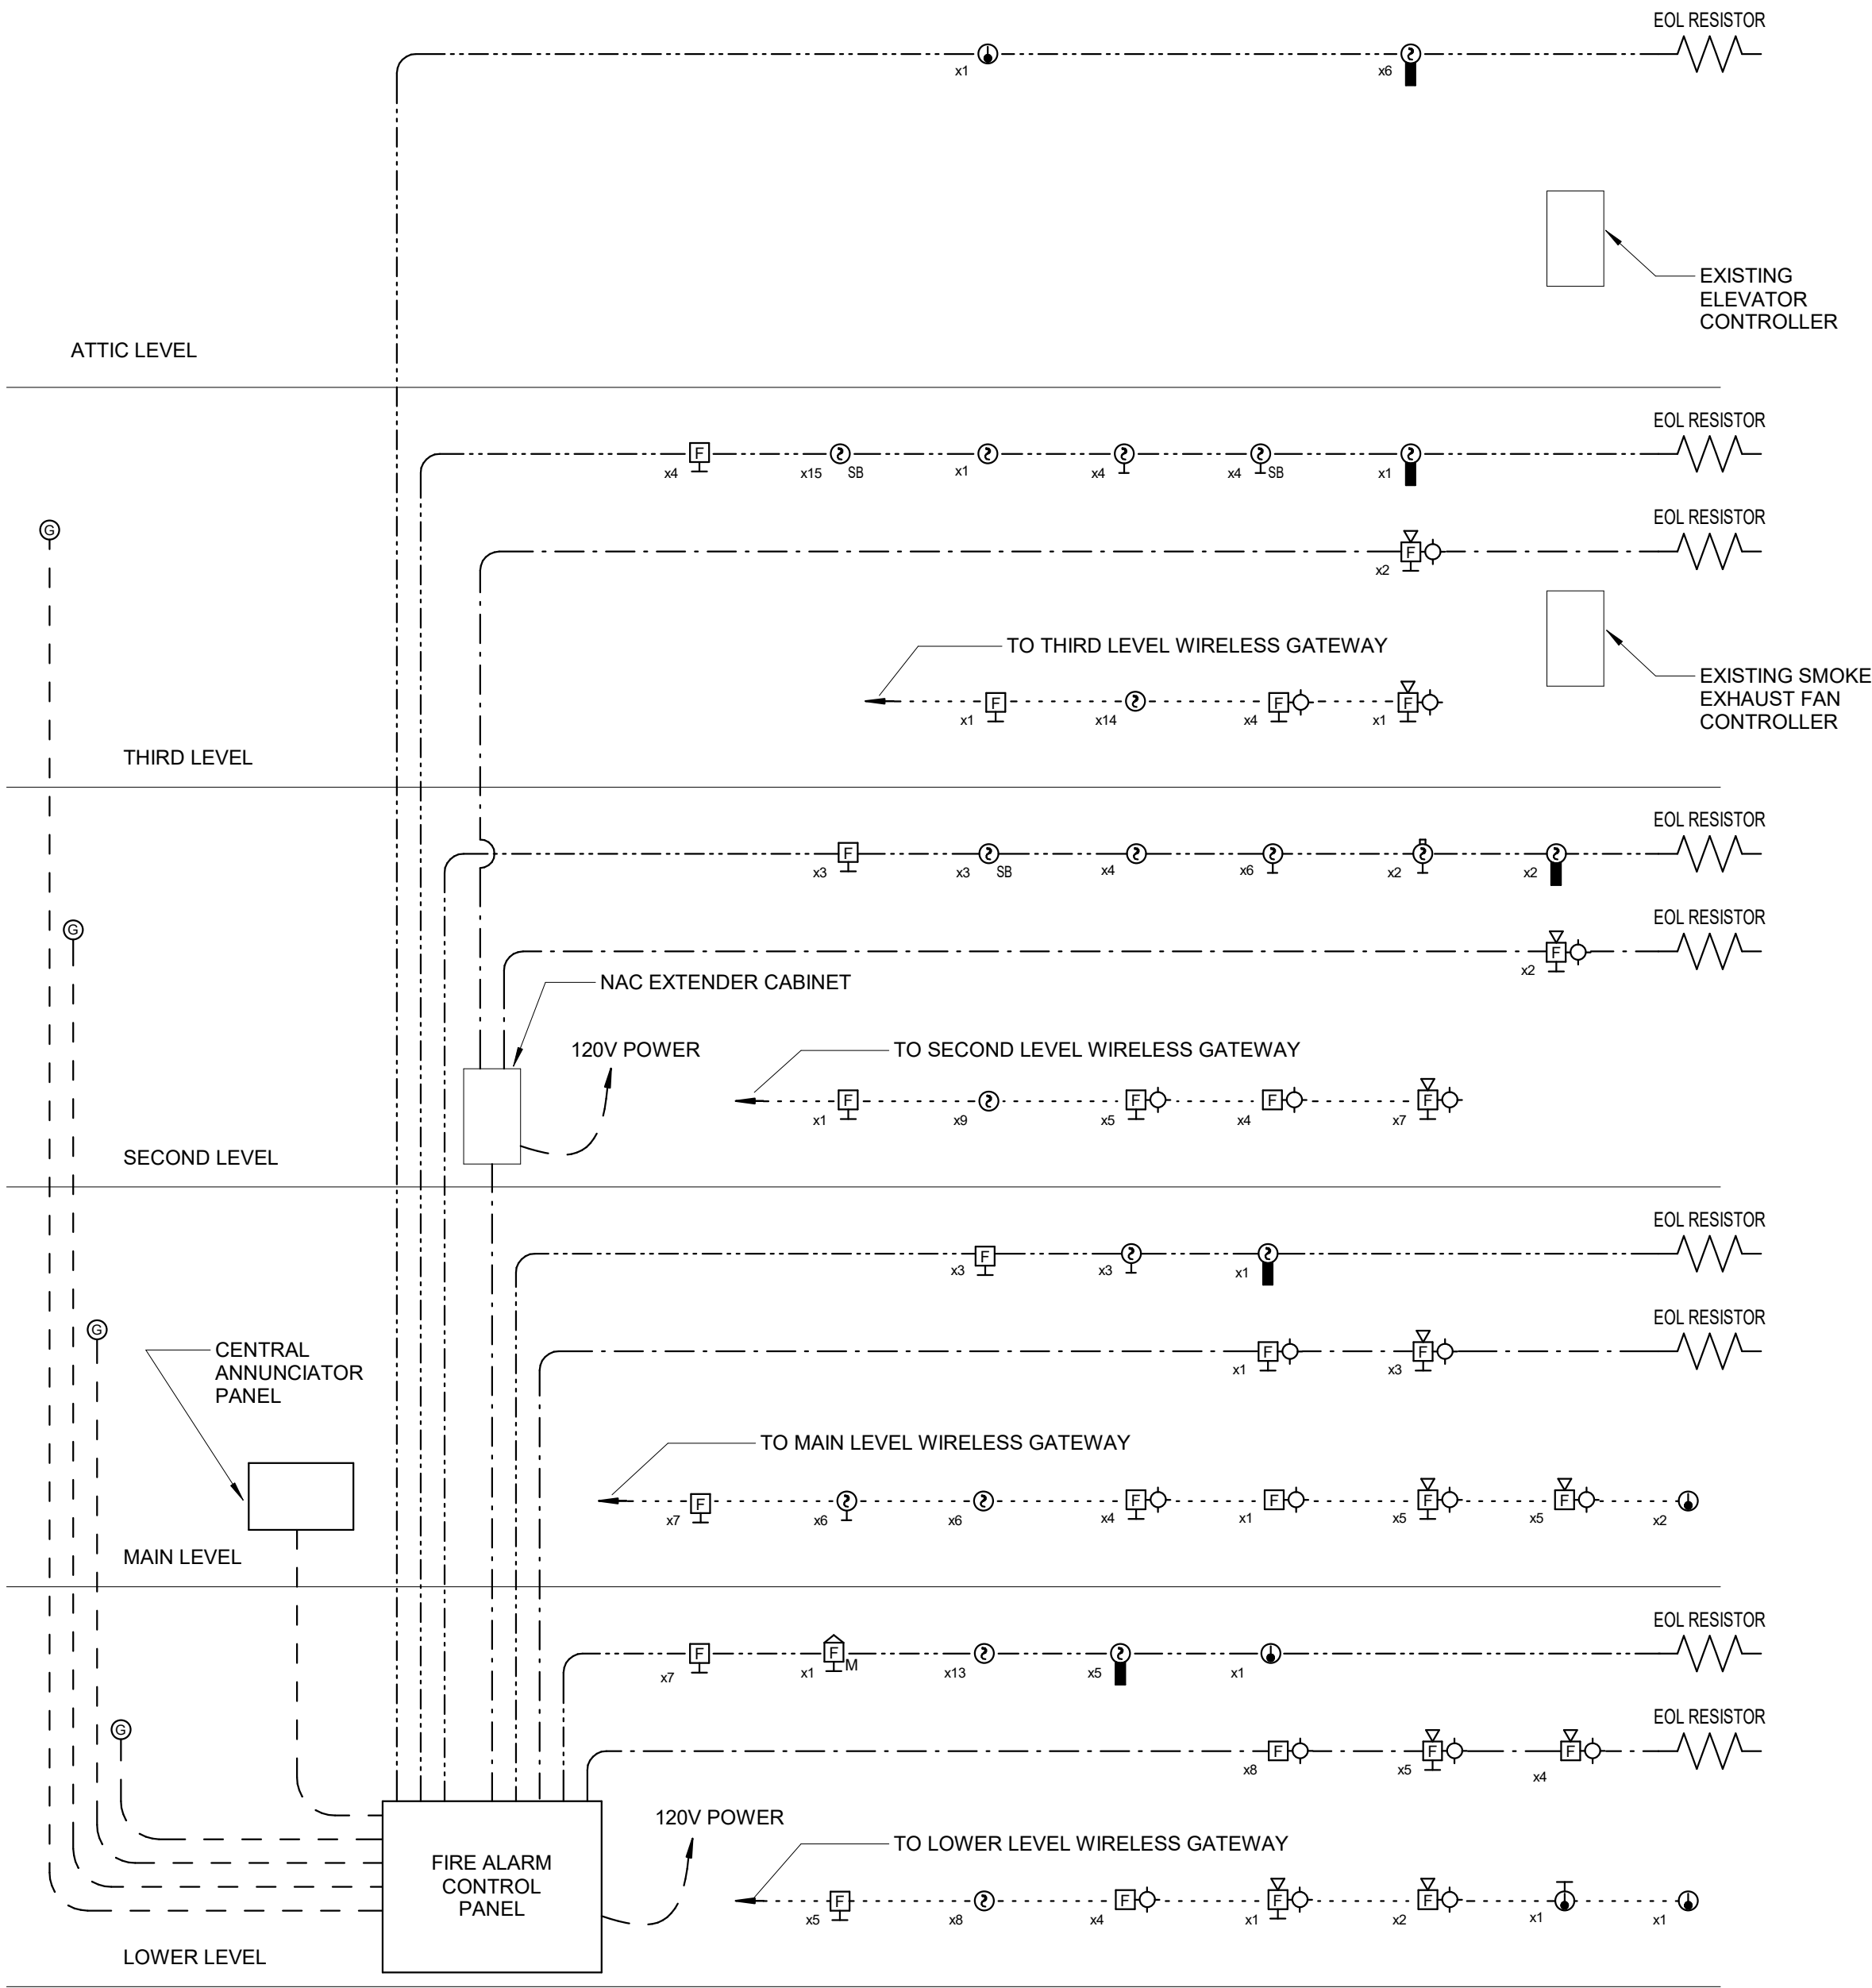 EOL RESISTOR
x1
x6
EXISTING
ELEVATOR
CONTROLLER
ATTIC LEVEL
EOL RESISTOR
F
x4
x15
SB
x1
x4
x4
SB
x1
G
EOL RESISTOR
F
x2
TO THIRD LEVEL WIRELESS GATEWAY
EXISTING SMOKE
EXHAUST FAN
CONTROLLER
F
F
F
x1
x14
x4
x1
THIRD LEVEL
EOL RESISTOR
F
x3
x3
SB
x4
x6
x2
x2
G
EOL RESISTOR
F
x2
NAC EXTENDER CABINET
120V POWER
TO SECOND LEVEL WIRELESS GATEWAY
F
F
F
F
x1
x9
x5
x4
x7
SECOND LEVEL
EOL RESISTOR
F
x3
x3
x1
G
EOL RESISTOR
CENTRAL
ANNUNCIATOR
PANEL
F
F
x1
x3
TO MAIN LEVEL WIRELESS GATEWAY
F
F
F
F
F
x7
x6
x6
x4
x1
x5
x5
x2
MAIN LEVEL
EOL RESISTOR
F
F
M
x7
x1
x13
x5
x1
G
EOL RESISTOR
F
F
F
x8
x5
x4
120V POWER
TO LOWER LEVEL WIRELESS GATEWAY
FIRE ALARM
CONTROL
PANEL
F
F
F
F
x5
x8
x4
x1
x2
x1
x1
LOWER LEVEL